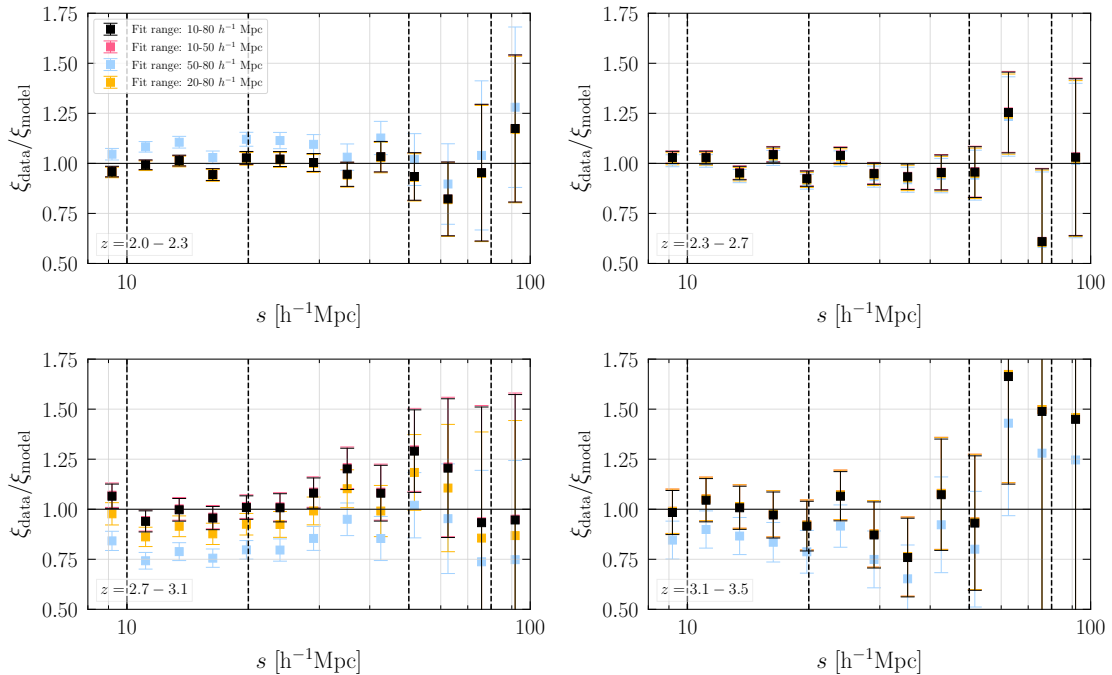 1.75
1.50
1.25
1.00
0.75
0.50
ξdata/ξmodel
Fit range: 10-80 h⁻¹ Mpc
Fit range: 10-50 h⁻¹ Mpc
Fit range: 50-80 h⁻¹ Mpc
Fit range: 20-80 h⁻¹ Mpc
z = 2.0 − 2.3
10
100
s [h⁻¹Mpc]
1.75
1.50
1.25
1.00
0.75
0.50
ξdata/ξmodel
z = 2.3 − 2.7
10
100
s [h⁻¹Mpc]
1.75
1.50
1.25
1.00
0.75
0.50
ξdata/ξmodel
z = 2.7 − 3.1
10
100
s [h⁻¹Mpc]
1.75
1.50
1.25
1.00
0.75
0.50
ξdata/ξmodel
z = 3.1 − 3.5
10
100
s [h⁻¹Mpc]